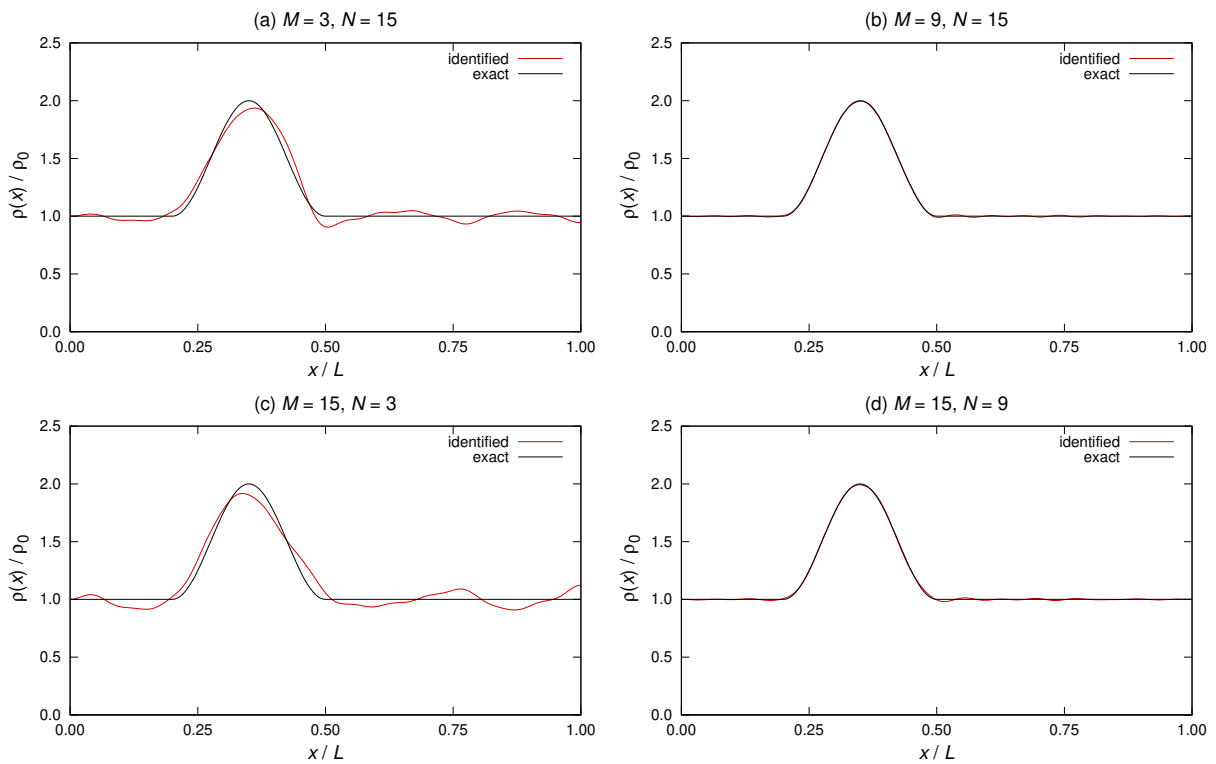 (a) M = 3, N = 15
2.5
2.0
1.5
1.0
0.5
0.0
ρ(x) / ρ0
identified
exact
0.00 0.25 0.50 0.75 1.00
x / L
(b) M = 9, N = 15
2.5
2.0
1.5
1.0
0.5
0.0
ρ(x) / ρ0
identified
exact
0.00 0.25 0.50 0.75 1.00
x / L
(c) M = 15, N = 3
2.5
2.0
1.5
1.0
0.5
0.0
ρ(x) / ρ0
identified
exact
0.00 0.25 0.50 0.75 1.00
x / L
(d) M = 15, N = 9
2.5
2.0
1.5
1.0
0.5
0.0
ρ(x) / ρ0
identified
exact
0.00 0.25 0.50 0.75 1.00
x / L